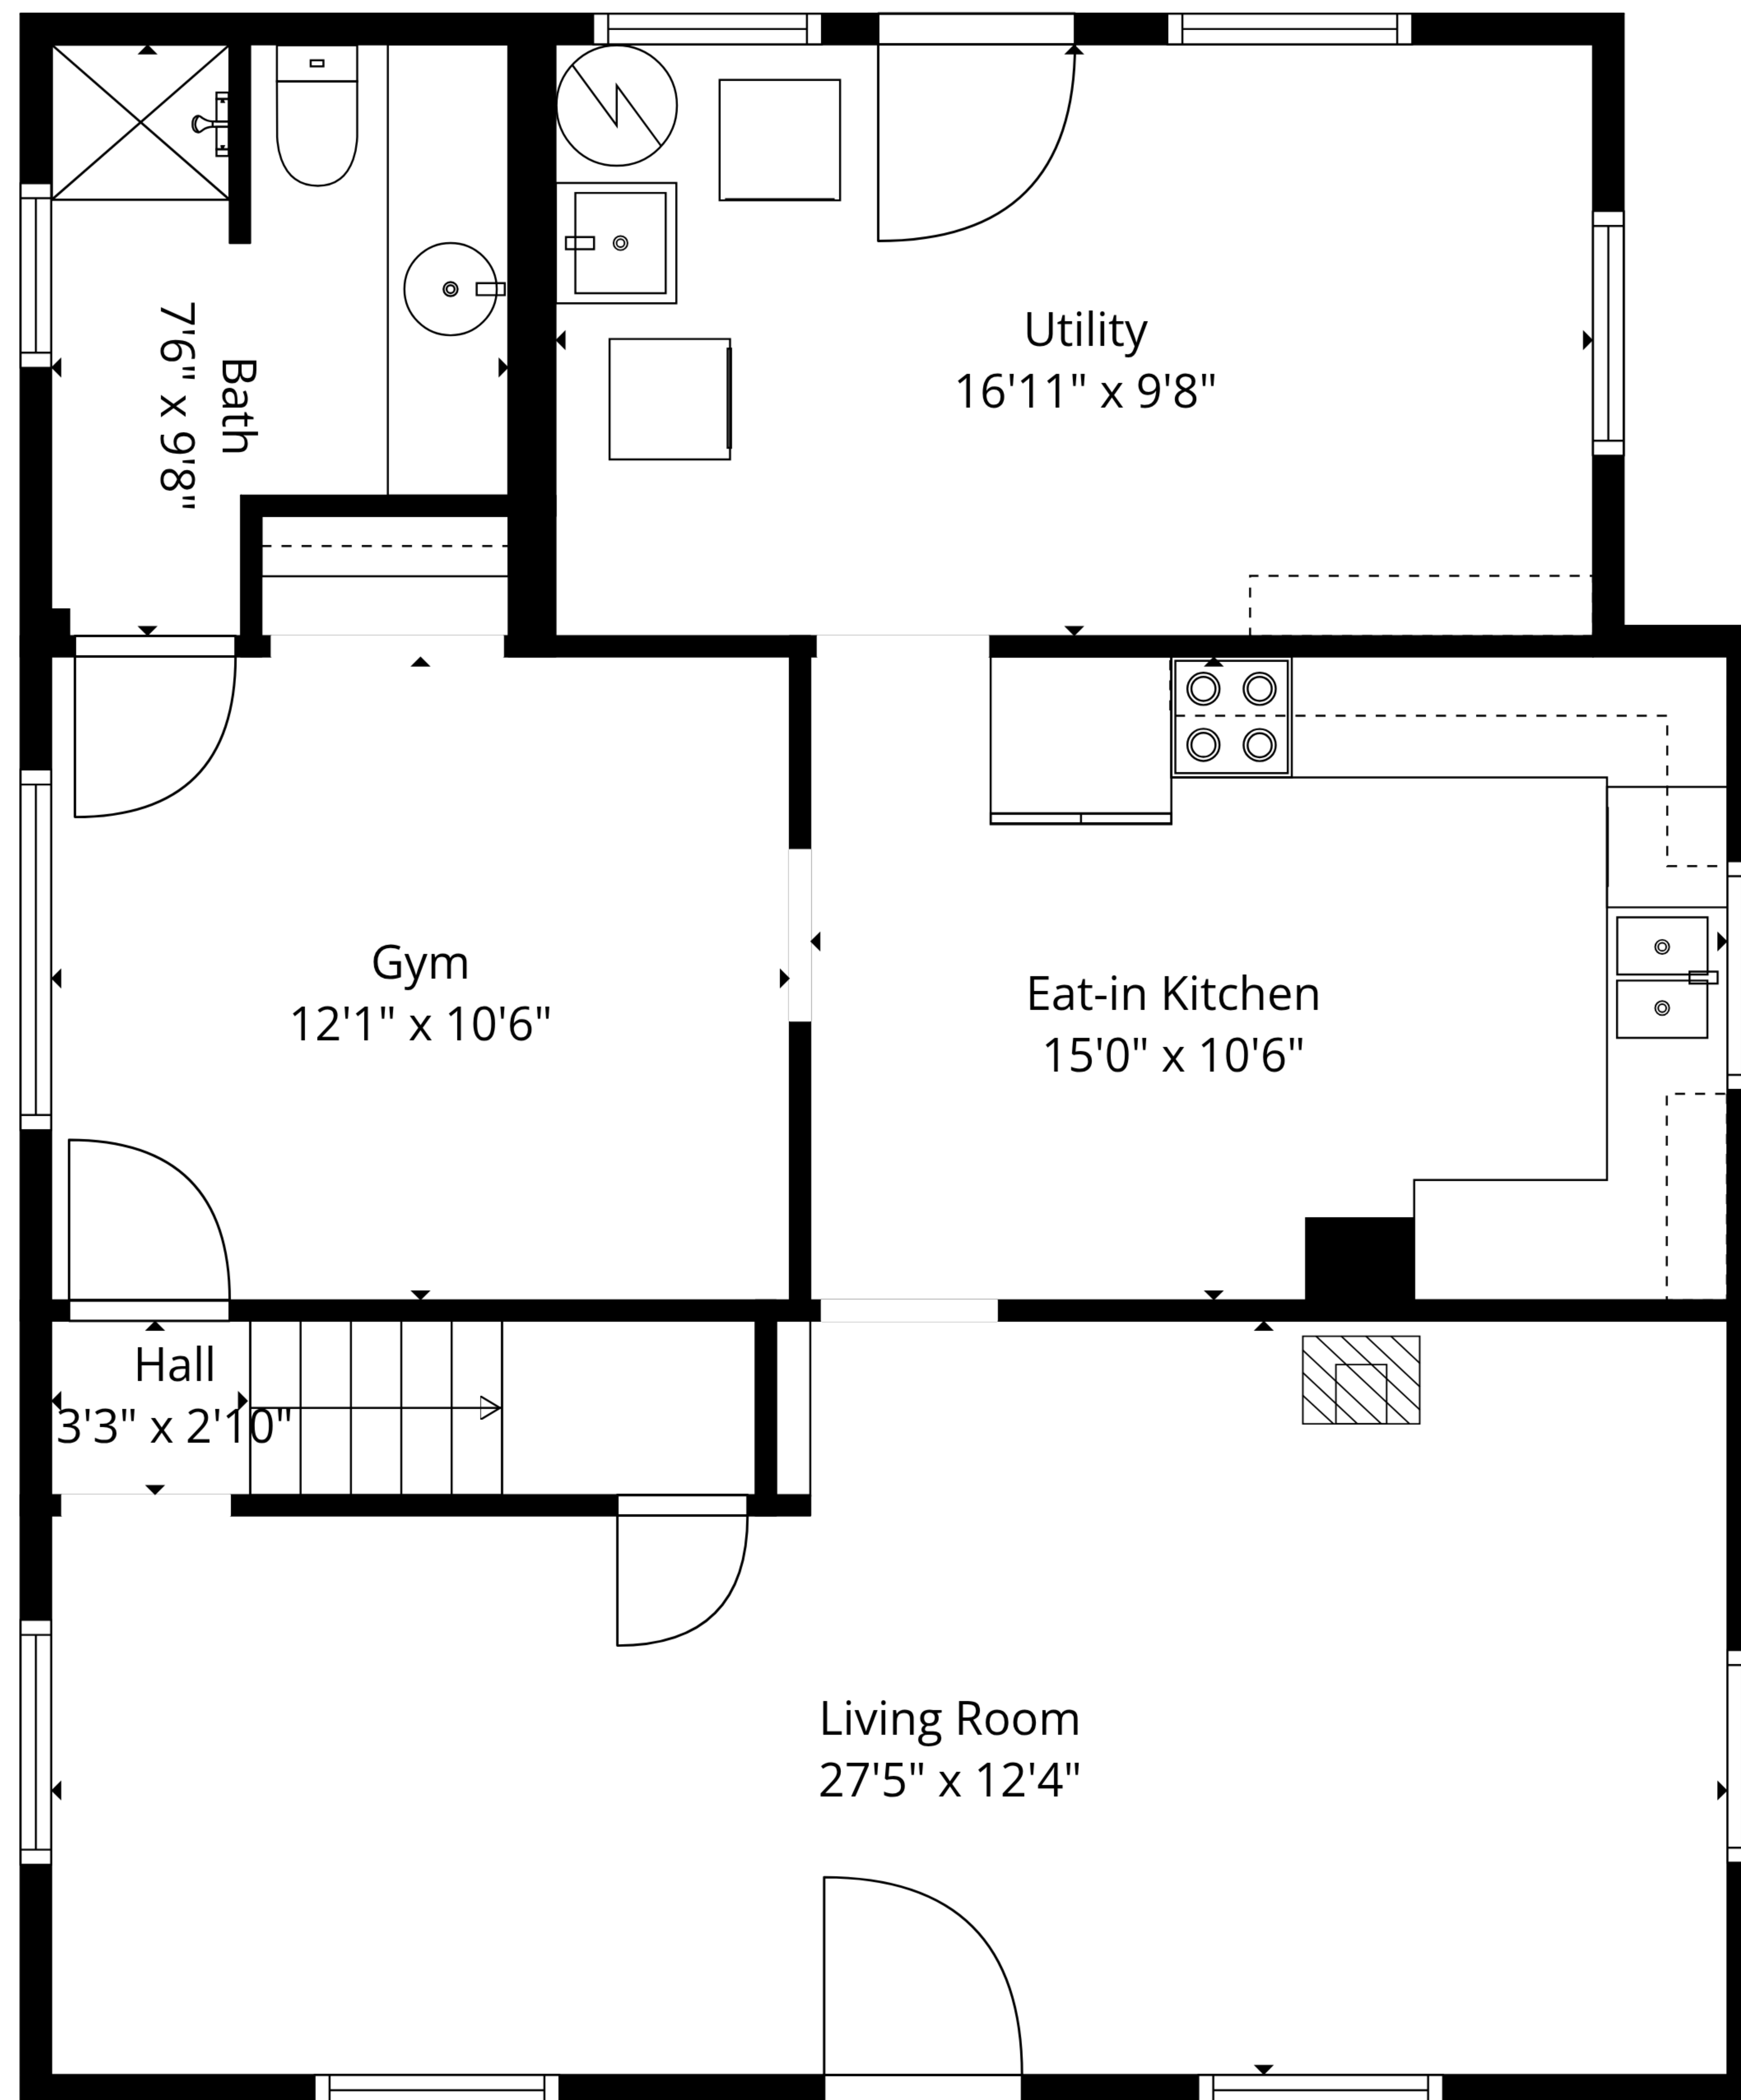 Utility
16'11" x 9'8"
Bath
7'6" x 9'8"
Gym
12'1" x 10'6"
Eat-in Kitchen
15'0" x 10'6"
Hall
3'3" x 2'10"
Living Room
27'5" x 12'4"